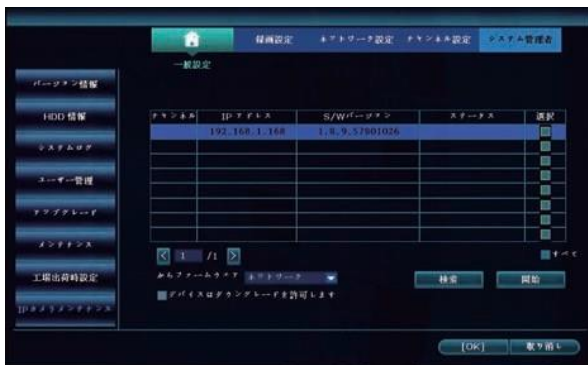 録画設定 ネットワーク設定 チャンネル設定 システム管理者
一般設定
バージョン情報
HDD 情報
システムログ
ユーザー管理
アップグレード
メンテナンス
工場出荷時設定
IPカメラメンテナンス
チャンネル IPアドレス S/Wバージョン ステータス 選択
192.168.1.168 1.8.9.57801026
1 /1 すべて
からファームウエア ネットワーク 検索 開始
デバイスはダウングレードを許可します
[OK] 取り消し